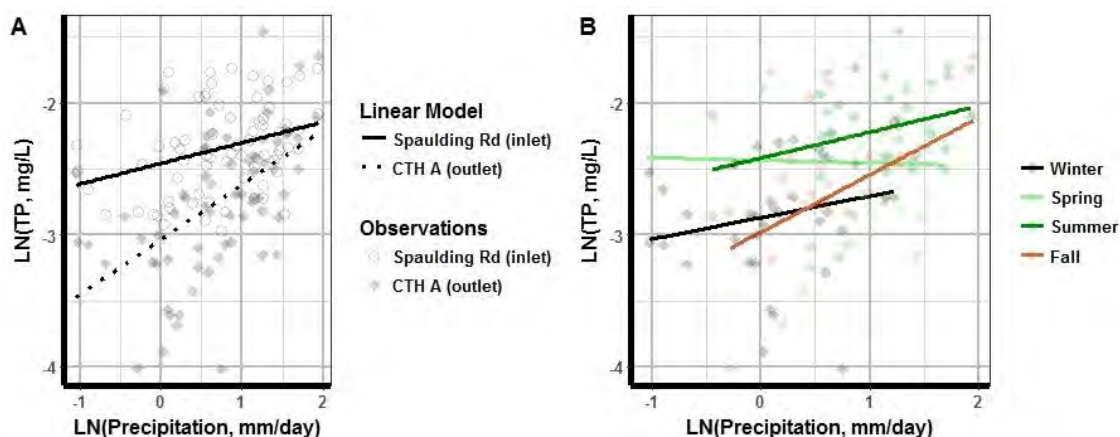 A
LN(TP, mg/L)
-2
-3
-4
-1
0
1
2
LN(Precipitation, mm/day)
Linear Model
Spaulding Rd (inlet)
CTH A (outlet)
Observations
Spaulding Rd (inlet)
CTH A (outlet)
B
LN(TP, mg/L)
-2
-3
-4
-1
0
1
2
LN(Precipitation, mm/day)
Winter
Spring
Summer
Fall